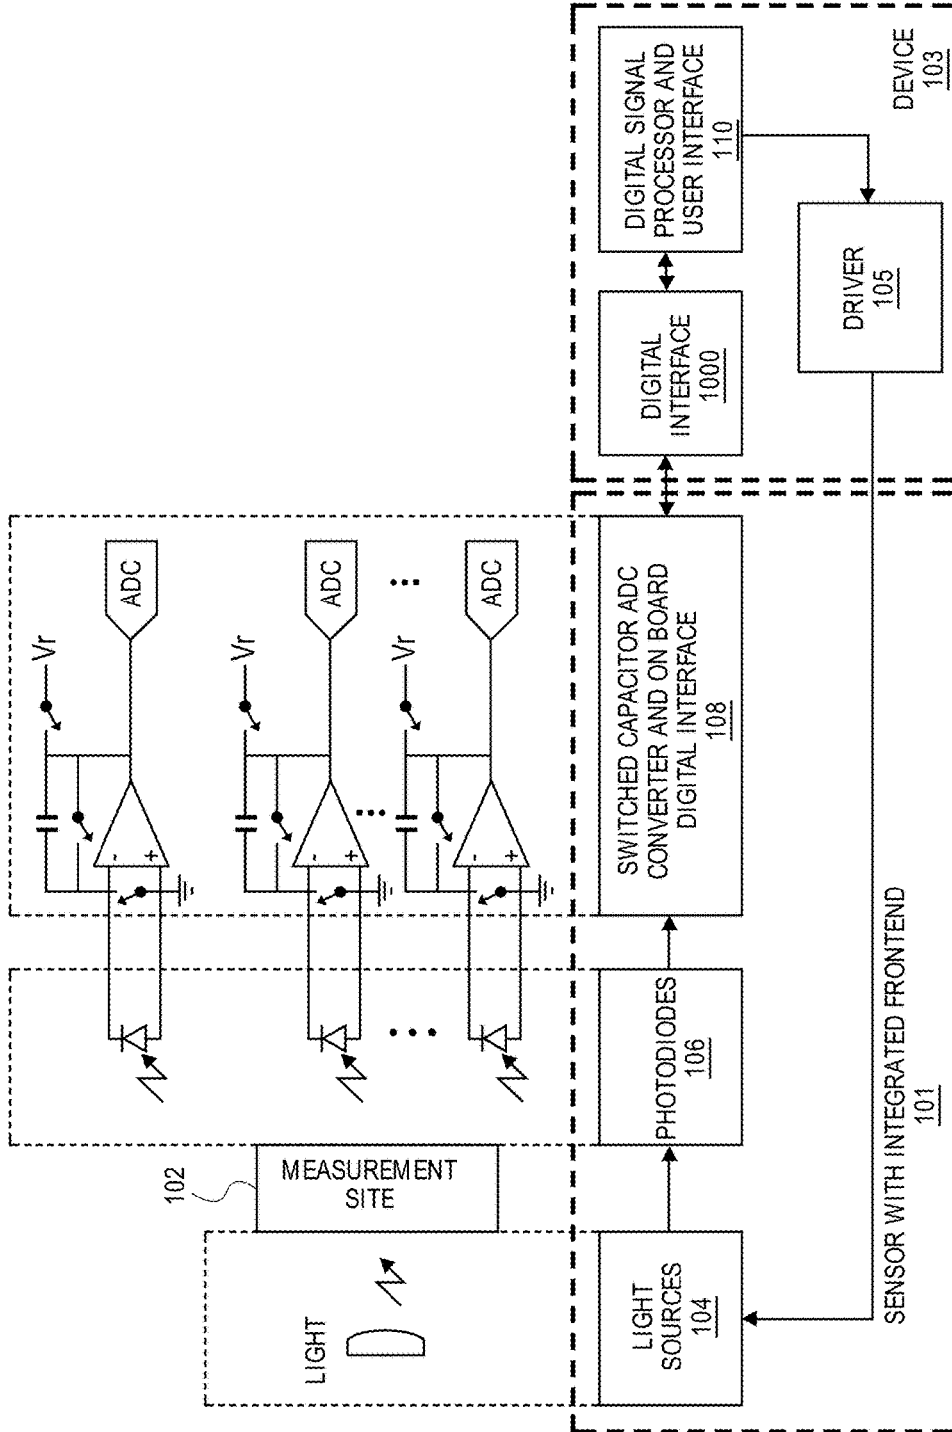 LIGHT
102
MEASUREMENT
SITE
Vr
ADC
-
+
Vr
ADC
-
+
Vr
ADC
-
+
LIGHT
SOURCES
104
PHOTODIODES
106
SWITCHED CAPACITOR ADC
CONVERTER AND ON BOARD
DIGITAL INTERFACE
108
DIGITAL
INTERFACE
1000
DIGITAL SIGNAL
PROCESSOR AND
USER INTERFACE
110
DRIVER
105
SENSOR WITH INTEGRATED FRONTEND
101
DEVICE
103